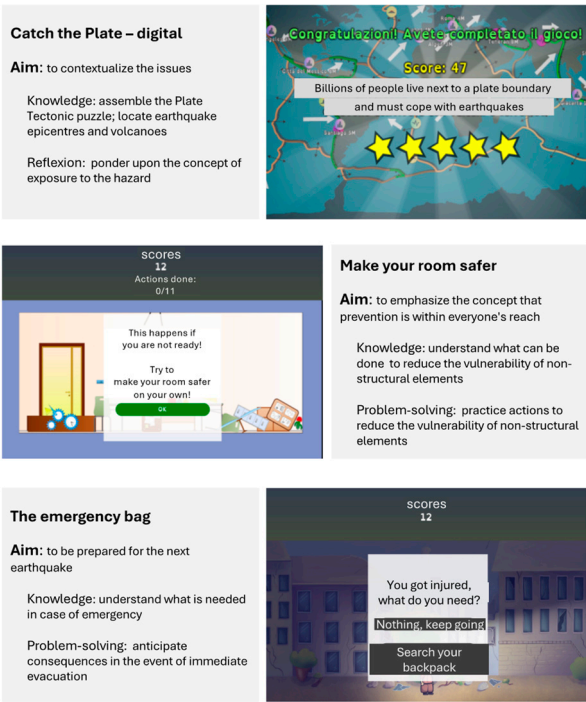 Catch the Plate – digital
Aim: to contextualize the issues
Knowledge: assemble the Plate
Tectonic puzzle; locate earthquake
epicentres and volcanoes
Reflexion: ponder upon the concept of
exposure to the hazard
Congratulazioni! Avete completato il gioco!
Score: 47
Billions of people live next to a plate boundary
and must cope with earthquakes
scores
12
Actions done:
0/11
This happens if
you are not ready!
Try to
make your room safer
on your own!
OK
Make your room safer
Aim: to emphasize the concept that
prevention is within everyone's reach
Knowledge: understand what can be
done to reduce the vulnerability of non-
structural elements
Problem-solving: practice actions to
reduce the vulnerability of non-structural
elements
The emergency bag
Aim: to be prepared for the next
earthquake
Knowledge: understand what is needed
in case of emergency
Problem-solving: anticipate
consequences in the event of immediate
evacuation
scores
12
You got injured,
what do you need?
Nothing, keep going
Search your
backpack